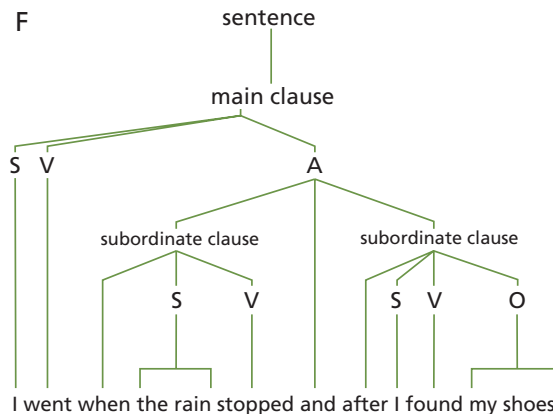 F
sentence
main clause
S V A
subordinate clause subordinate clause
S V S V O
I went when the rain stopped and after I found my shoes